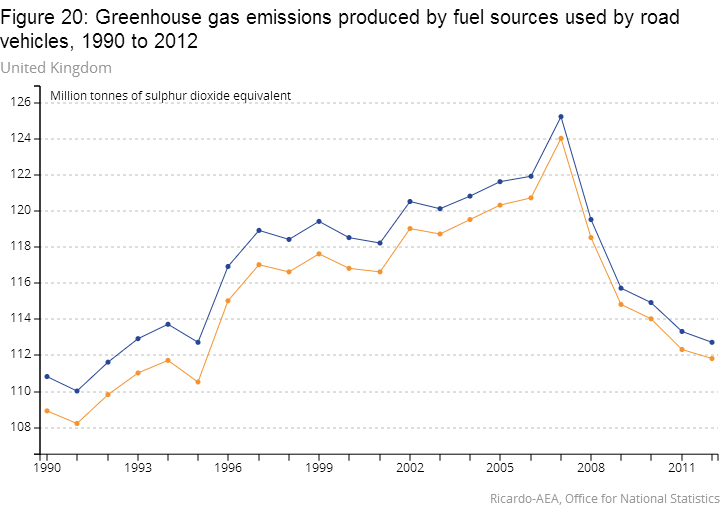 Figure 20: Greenhouse gas emissions produced by fuel sources used by road
vehicles, 1990 to 2012
United Kingdom
Million tonnes of sulphur dioxide equivalent
126
124
122
120
118
116
114
112
110
108
1990 1993 1996 1999 2002 2005 2008 2011
Ricardo-AEA, Office for National Statistics